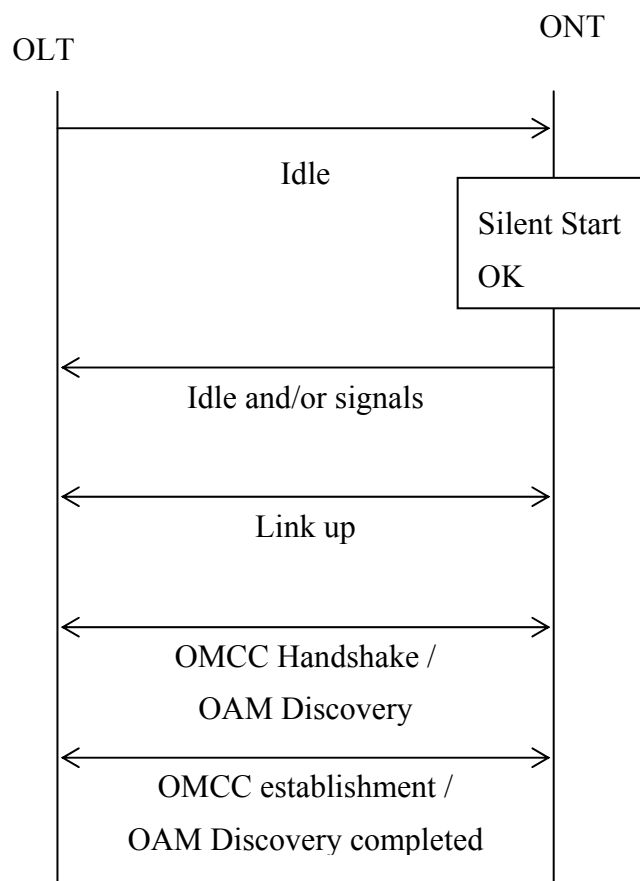 OLT
ONT
Idle
Silent Start
OK
Idle and/or signals
Link up
OMCC Handshake /
OAM Discovery
OMCC establishment /
OAM Discovery completed